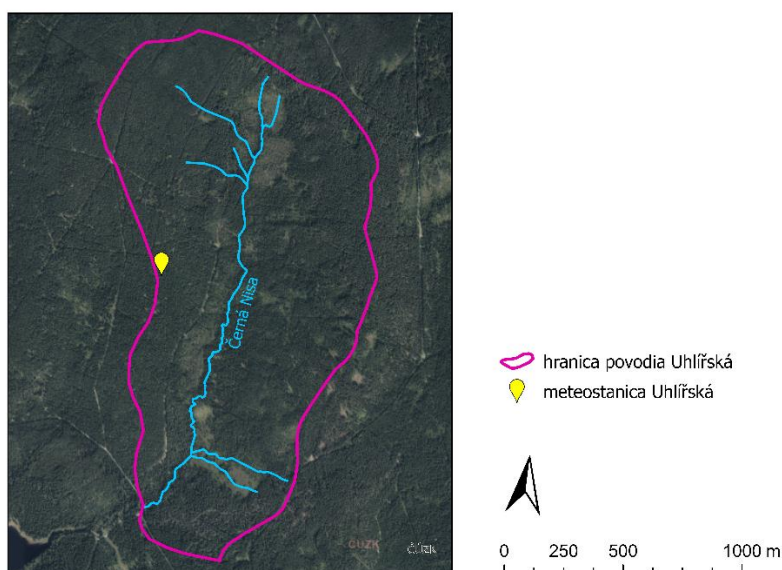 Černá Nisa
hranica povodia Uhlířská
meteostanica Uhlířská
ČÚZK
ČÚZK
0 250 500 1000 m